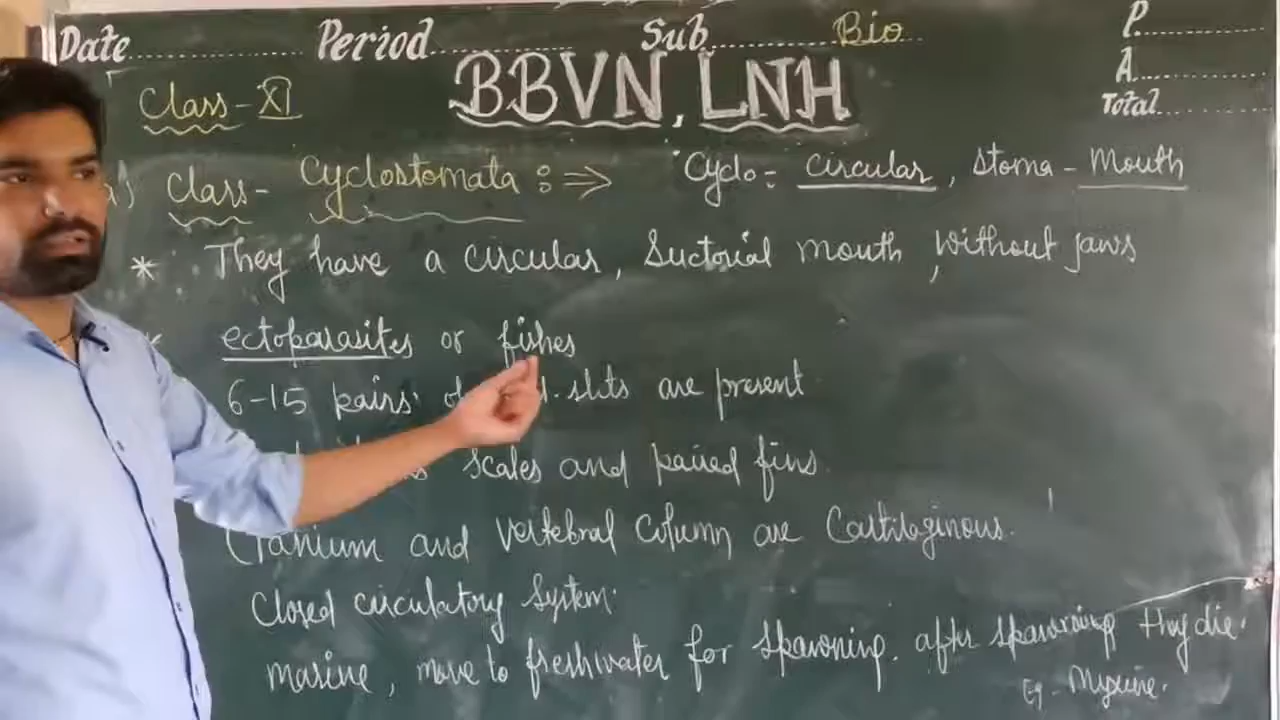 Date Period Sub Bio P.
A.
Total
BBVN, LNH
Class - XI
Class - Cyclostomata :⇒ Cyclo = Circular, Stoma - Mouth
* They have a circular, Suctorial mouth, without jaws
* ectoparasites or fishes
6-15 pairs of slits are present
scales and paired fins.
Cranium and vertebral Column are Cartilaginous.
Closed circulatory system.
marine, move to freshwater for spawning. after spawning they die.
Eg - Myxine.